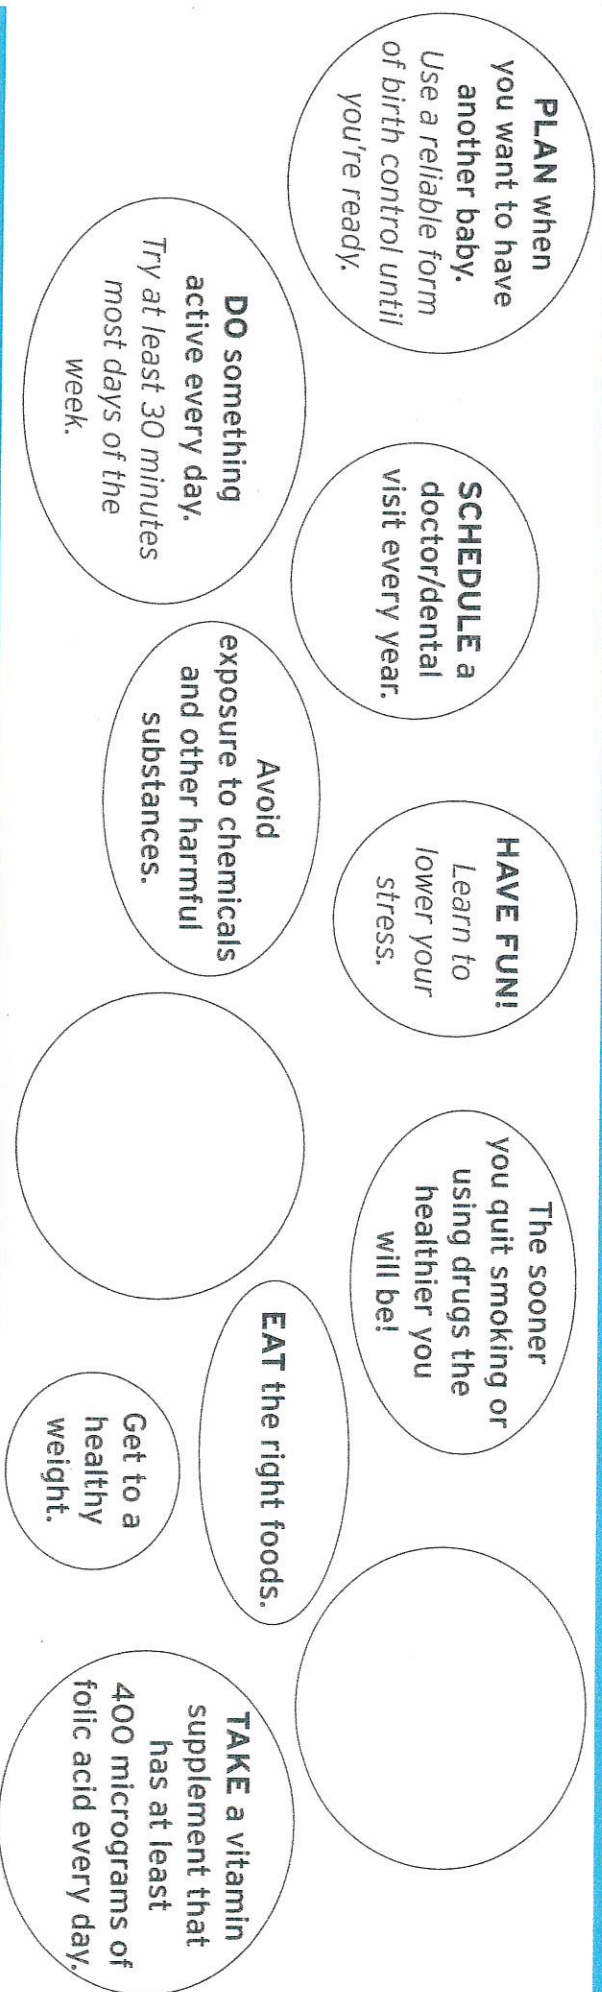 PLAN when
you want to have
another baby.
Use a reliable form
of birth control until
you're ready.
SCHEDULE a
doctor/dental
visit every year.
HAVE FUN!
Learn to
lower your
stress.
The sooner
you quit smoking or
using drugs the
healthier you
will be!
DO something
active every day.
Try at least 30 minutes
most days of the
week.
Avoid
exposure to chemicals
and other harmful
substances.
EAT the right foods.
Get to a
healthy
weight.
TAKE a vitamin
supplement that
has at least
400 micrograms of
folic acid every day.